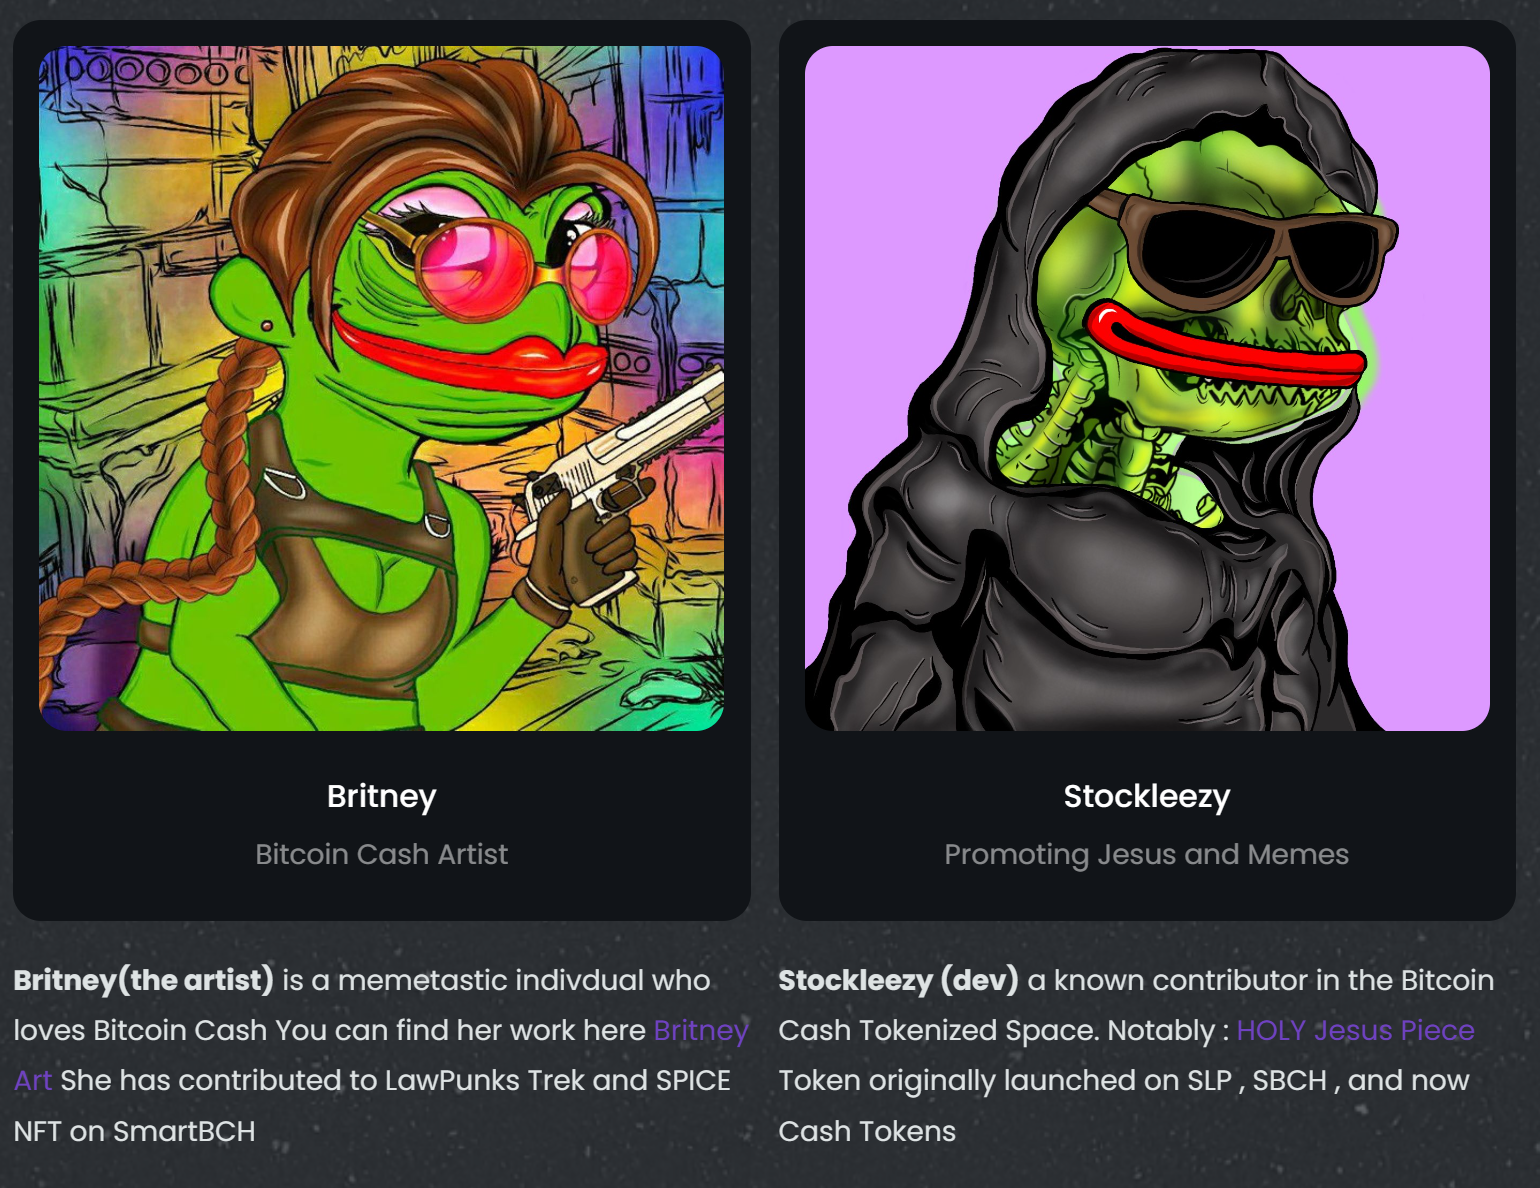 Britney
Bitcoin Cash Artist
Britney(the artist) is a memetastic indivdual who
loves Bitcoin Cash You can find her work here Britney
Art She has contributed to LawPunks Trek and SPICE
NFT on SmartBCH
Stockleezy
Promoting Jesus and Memes
Stockleezy (dev) a known contributor in the Bitcoin
Cash Tokenized Space. Notably : HOLY Jesus Piece
Token originally launched on SLP , SBCH , and now
Cash Tokens